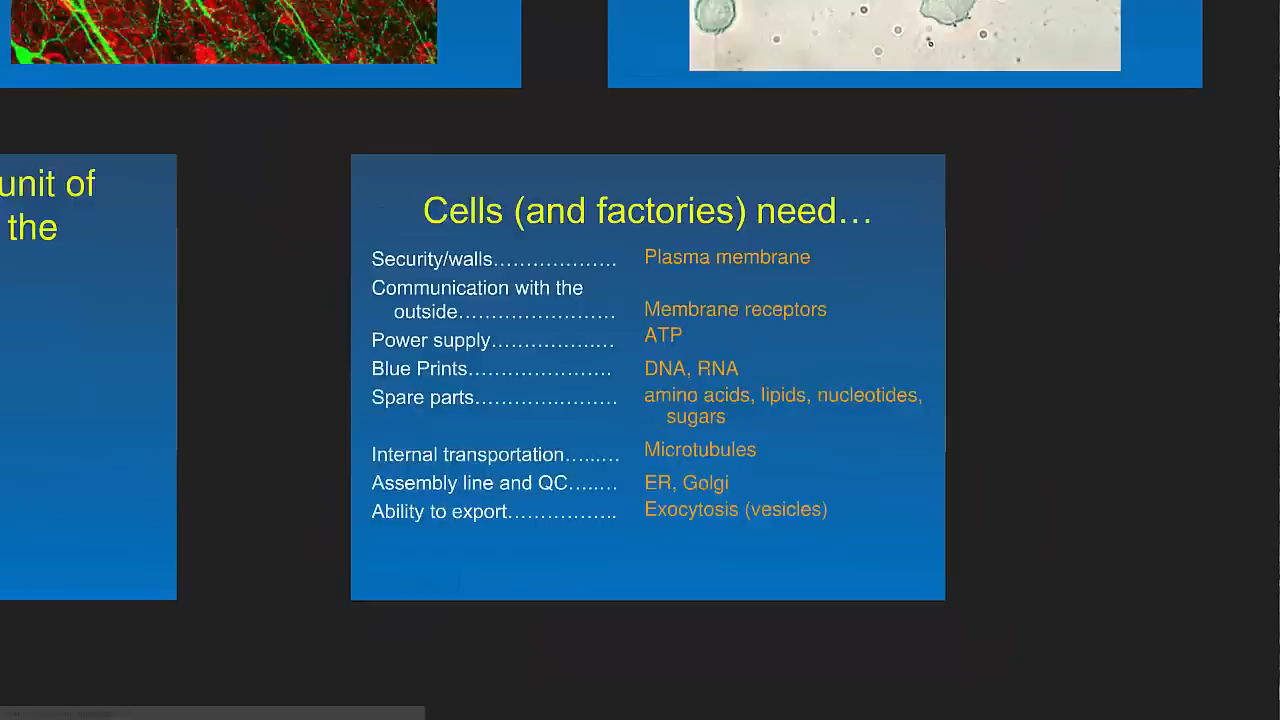 unit of
the
Cells (and factories) need…
Security/walls……………… Plasma membrane
Communication with the
outside…………………… Membrane receptors
Power supply……………..… ATP
Blue Prints…………………. DNA, RNA
Spare parts…………..……… amino acids, lipids, nucleotides,
sugars
Internal transportation…..…. Microtubules
Assembly line and QC…..… ER, Golgi
Ability to export…………….. Exocytosis (vesicles)